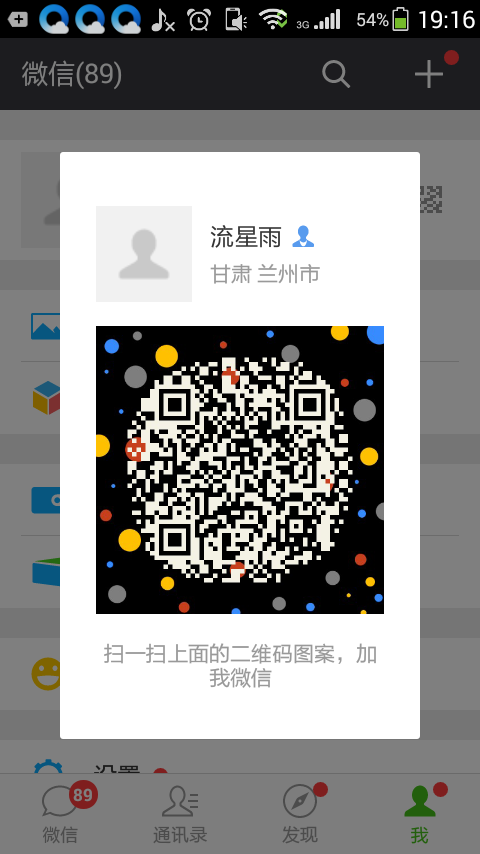 3G 54% 19:16
微信(89)
流星雨
甘肃 兰州市
扫一扫上面的二维码图案，加
我微信
设置
89
微信 通讯录 发现 我